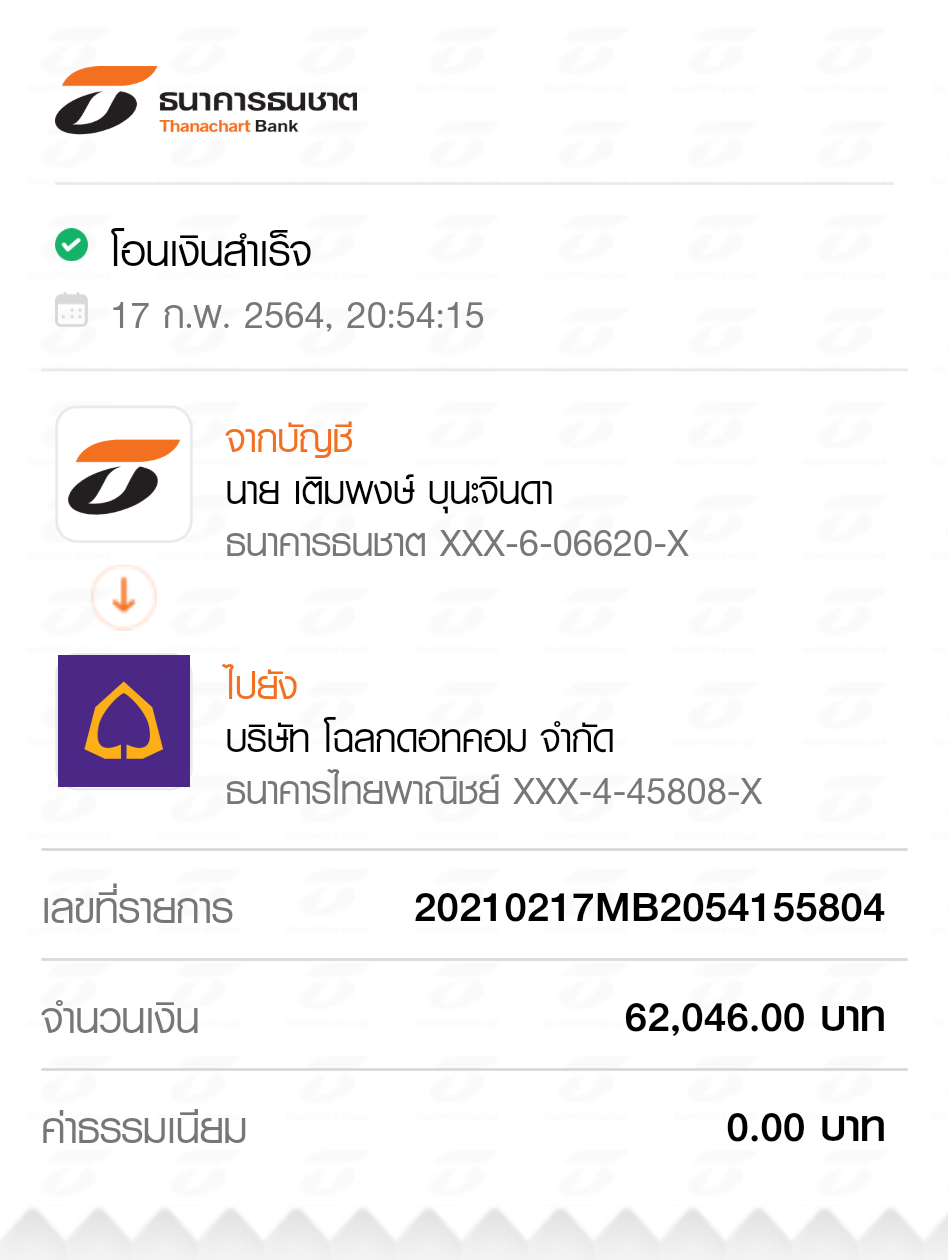 ธนาคารธนชาต
Thanachart Bank
โอนเงินสำเร็จ
17 ก.พ. 2564, 20:54:15
จากบัญชี
นาย เติมพงษ์ บุนะจินดา
ธนาคารธนชาต XXX-6-06620-X
ไปยัง
บริษัท โฉลกดอทคอม จำกัด
ธนาคารไทยพาณิชย์ XXX-4-45808-X
เลขที่รายการ 20210217MB2054155804
จำนวนเงิน 62,046.00 บาท
ค่าธรรมเนียม 0.00 บาท